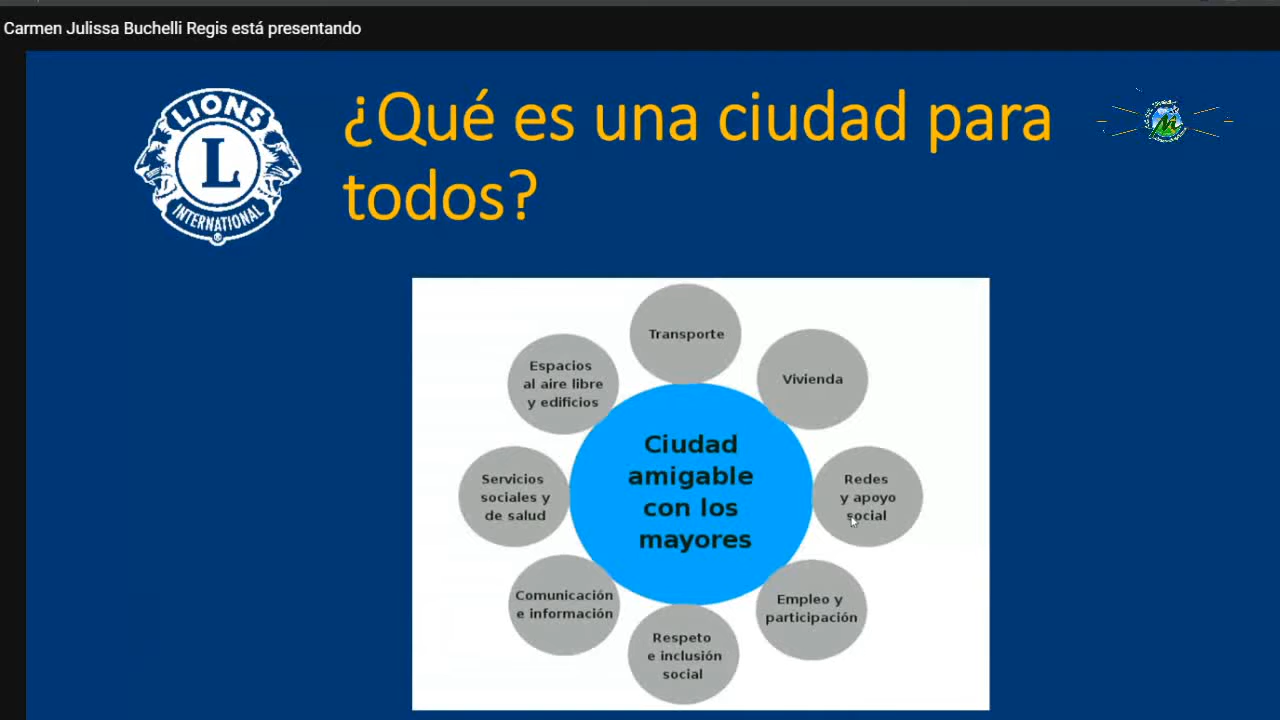 Carmen Julissa Buchelli Regis está presentando
LIONS
L
INTERNATIONAL
®
¿Qué es una ciudad para
todos?
Transporte
Vivienda
Redes
y apoyo
social
Empleo y
participación
Respeto
e inclusión
social
Comunicación
e información
Servicios
sociales y
de salud
Espacios
al aire libre
y edificios
Ciudad
amigable
con los
mayores